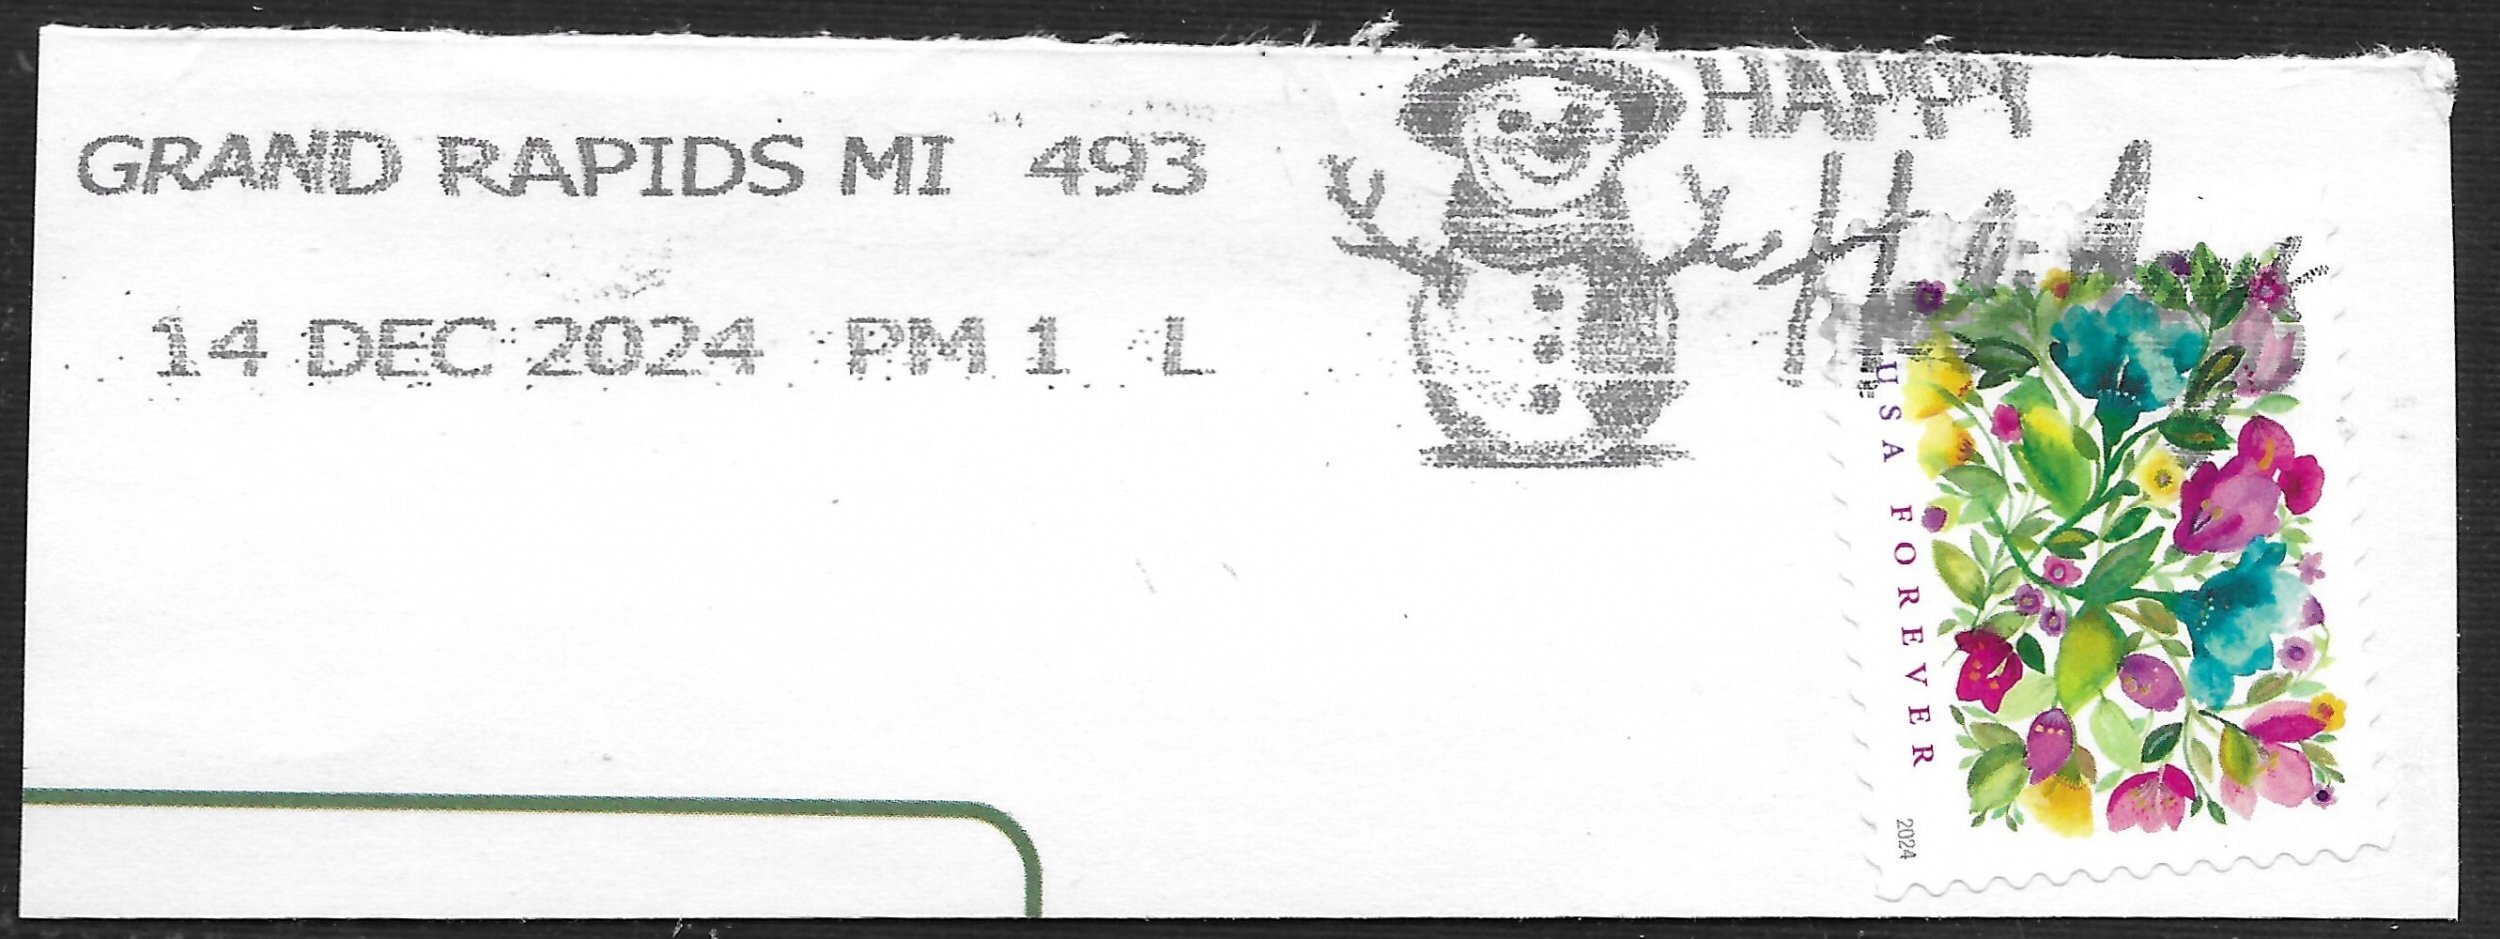 GRAND RAPIDS MI 493
14 DEC 2024 PM 1 L
HAPPY
USA FOREVER
2024